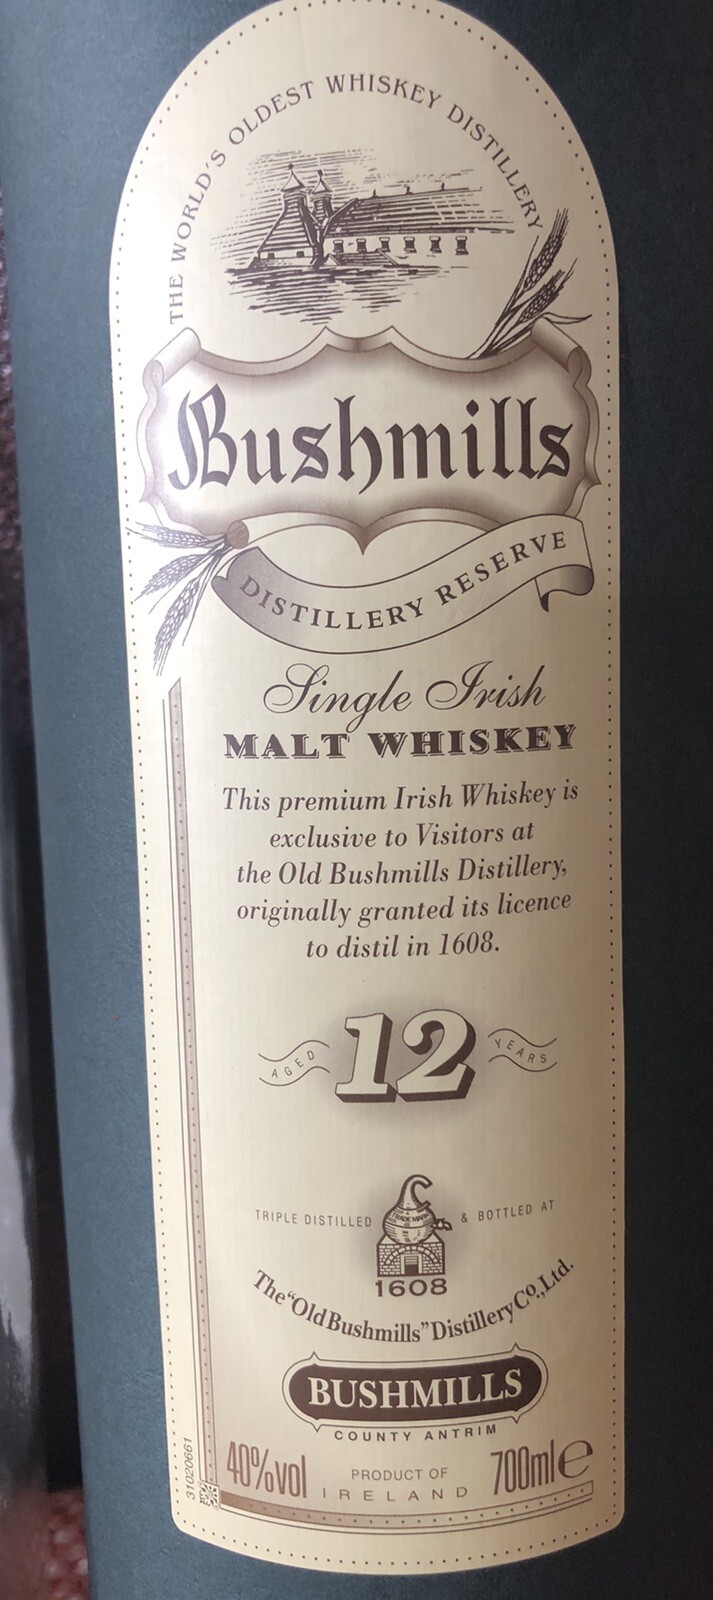 THE WORLD'S OLDEST WHISKEY DISTILLERY
Bushmills
DISTILLERY RESERVE
Single Irish
MALT WHISKEY
This premium Irish Whiskey is
exclusive to Visitors at
the Old Bushmills Distillery,
originally granted its licence
to distil in 1608.
AGED 12 YEARS
TRIPLE DISTILLED & BOTTLED AT
TRADE MARK
1608
The "Old Bushmills" Distillery Co., Ltd.
BUSHMILLS
COUNTY ANTRIM
40%vol PRODUCT OF 700ml e
IRELAND
31020661